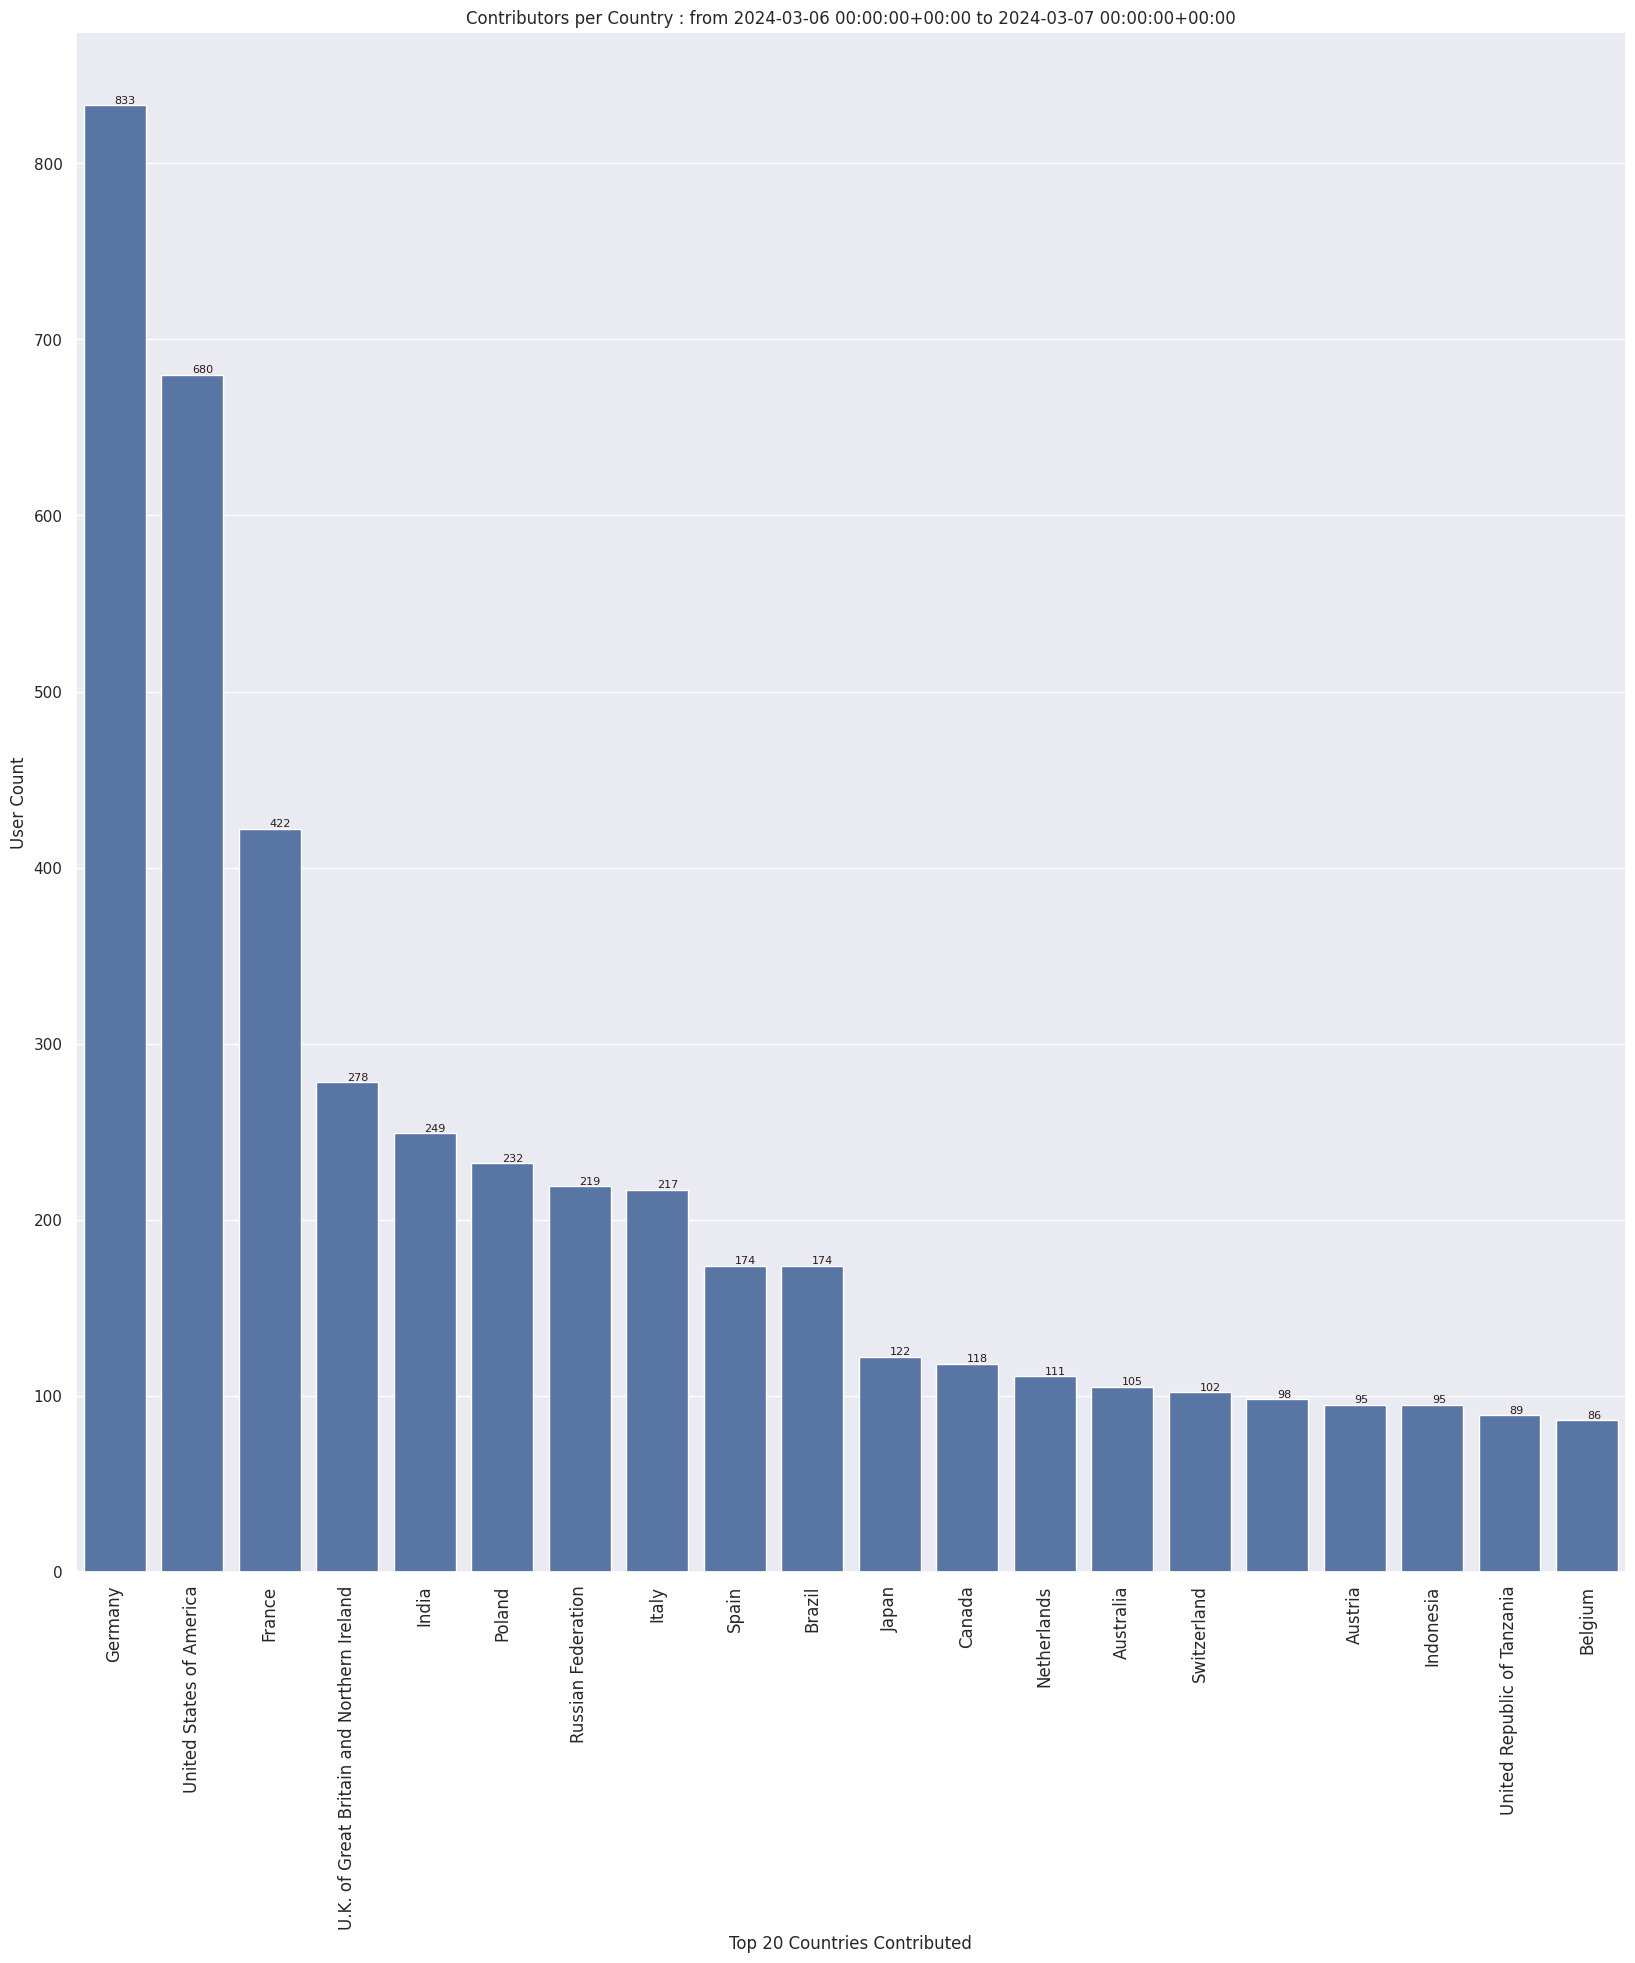 Contributors per Country : from 2024-03-06 00:00:00+00:00 to 2024-03-07 00:00:00+00:00
User Count
800
700
600
500
400
300
200
100
0
833
680
422
278
249
232
219
217
174
174
122
118
111
105
102
98
95
95
89
86
Germany
United States of America
France
U.K. of Great Britain and Northern Ireland
India
Poland
Russian Federation
Italy
Spain
Brazil
Japan
Canada
Netherlands
Australia
Switzerland
Austria
Indonesia
United Republic of Tanzania
Belgium
Top 20 Countries Contributed